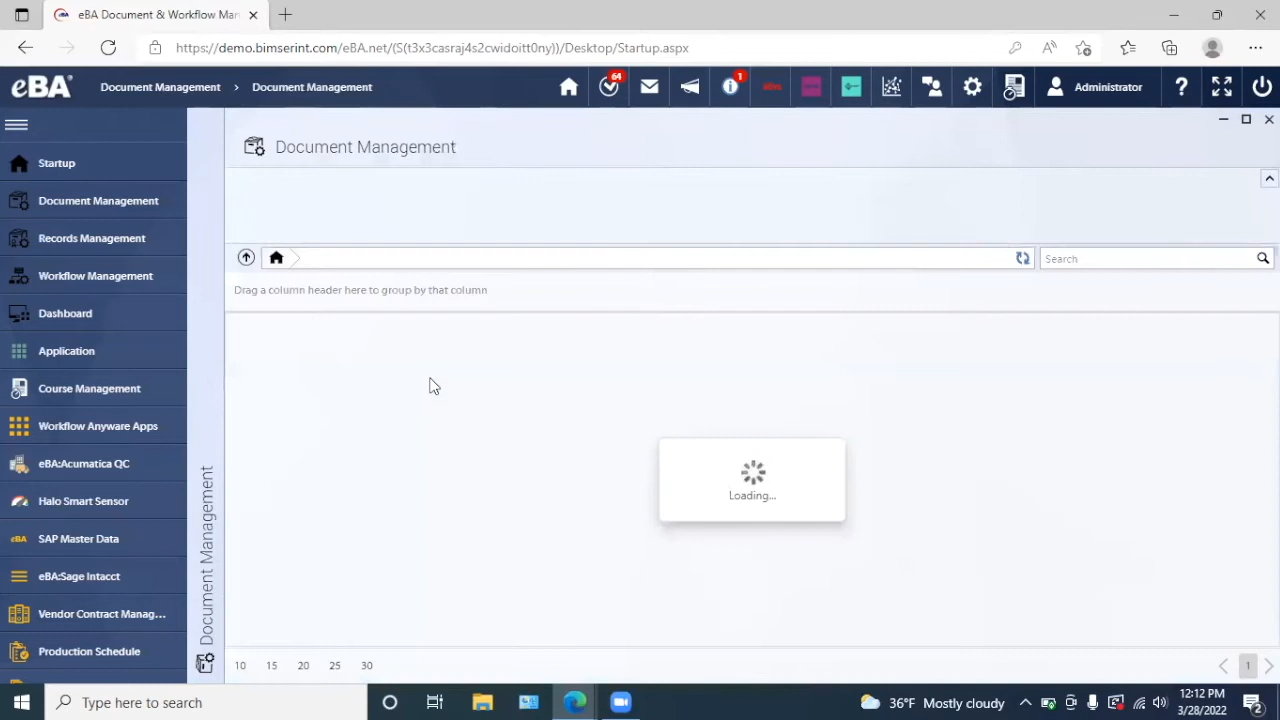 eBA Document & Workflow Mar
https://demo.bimserint.com/eBA.net/(S(t3x3casraj4s2cwidoitt0ny))/Desktop/Startup.aspx
eBA
Document Management > Document Management
64
1
Administrator
Startup
Document Management
Records Management
Workflow Management
Dashboard
Application
Course Management
Workflow Anyware Apps
eBA:Acumatica QC
Halo Smart Sensor
eBA SAP Master Data
eBA:Sage Intacct
Vendor Contract Manag...
Production Schedule
Document Management
Document Management
Search
Drag a column header here to group by that column
Loading...
10 15 20 25 30
1
Type here to search
36°F Mostly cloudy
12:12 PM
3/28/2022
2